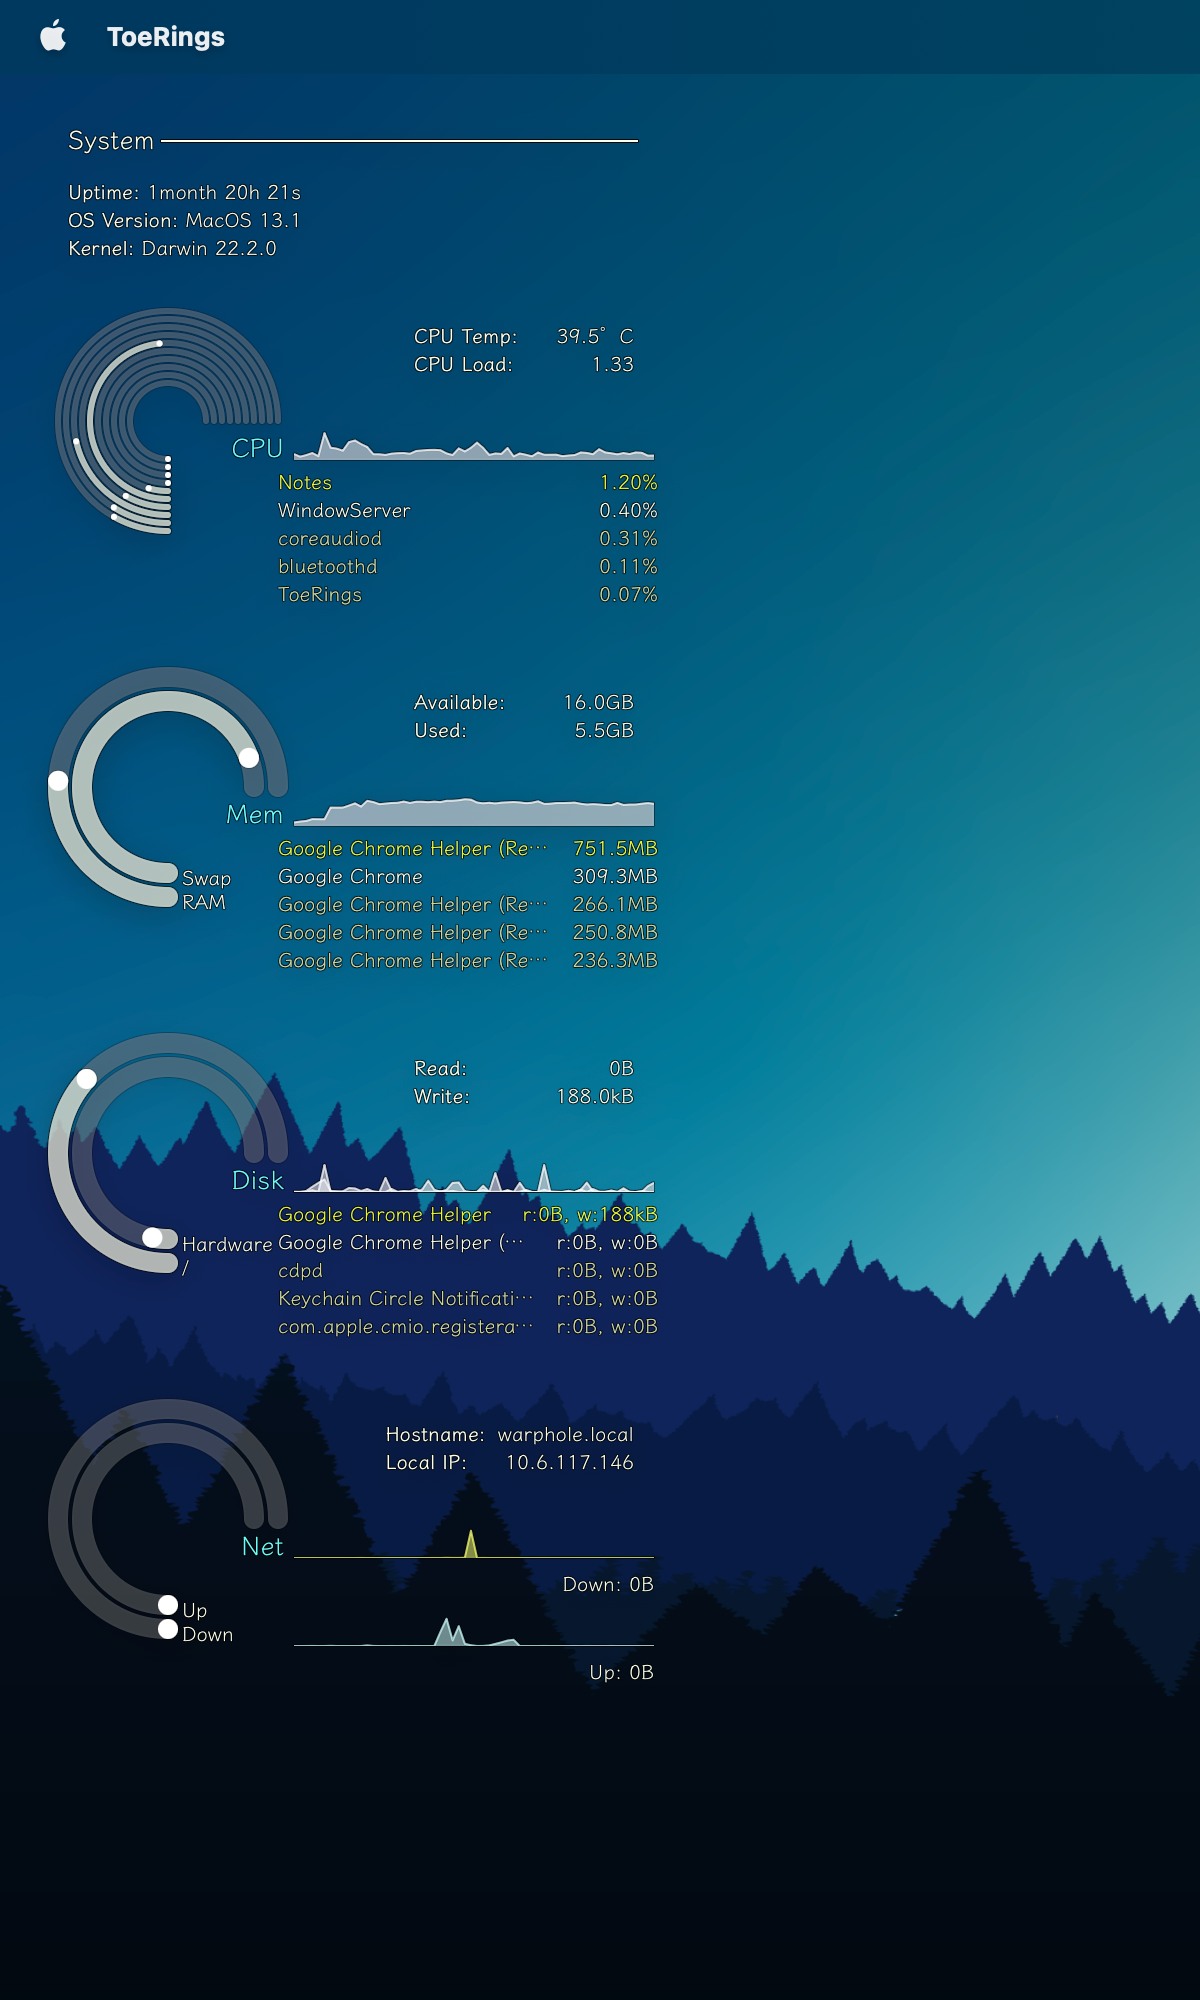 ToeRings
System
Uptime: 1month 20h 21s
OS Version: MacOS 13.1
Kernel: Darwin 22.2.0
CPU Temp: 39.5° C
CPU Load: 1.33
CPU
Notes 1.20%
WindowServer 0.40%
coreaudiod 0.31%
bluetoothd 0.11%
ToeRings 0.07%
Available: 16.0GB
Used: 5.5GB
Mem
Google Chrome Helper (Re… 751.5MB
Swap Google Chrome 309.3MB
RAM Google Chrome Helper (Re… 266.1MB
Google Chrome Helper (Re… 250.8MB
Google Chrome Helper (Re… 236.3MB
Read: 0B
Write: 188.0kB
Disk
Google Chrome Helper r:0B, w:188kB
Hardware Google Chrome Helper (… r:0B, w:0B
/ cdpd r:0B, w:0B
Keychain Circle Notificati… r:0B, w:0B
com.apple.cmio.registera… r:0B, w:0B
Hostname: warphole.local
Local IP: 10.6.117.146
Net
Down: 0B
Up
Down
Up: 0B